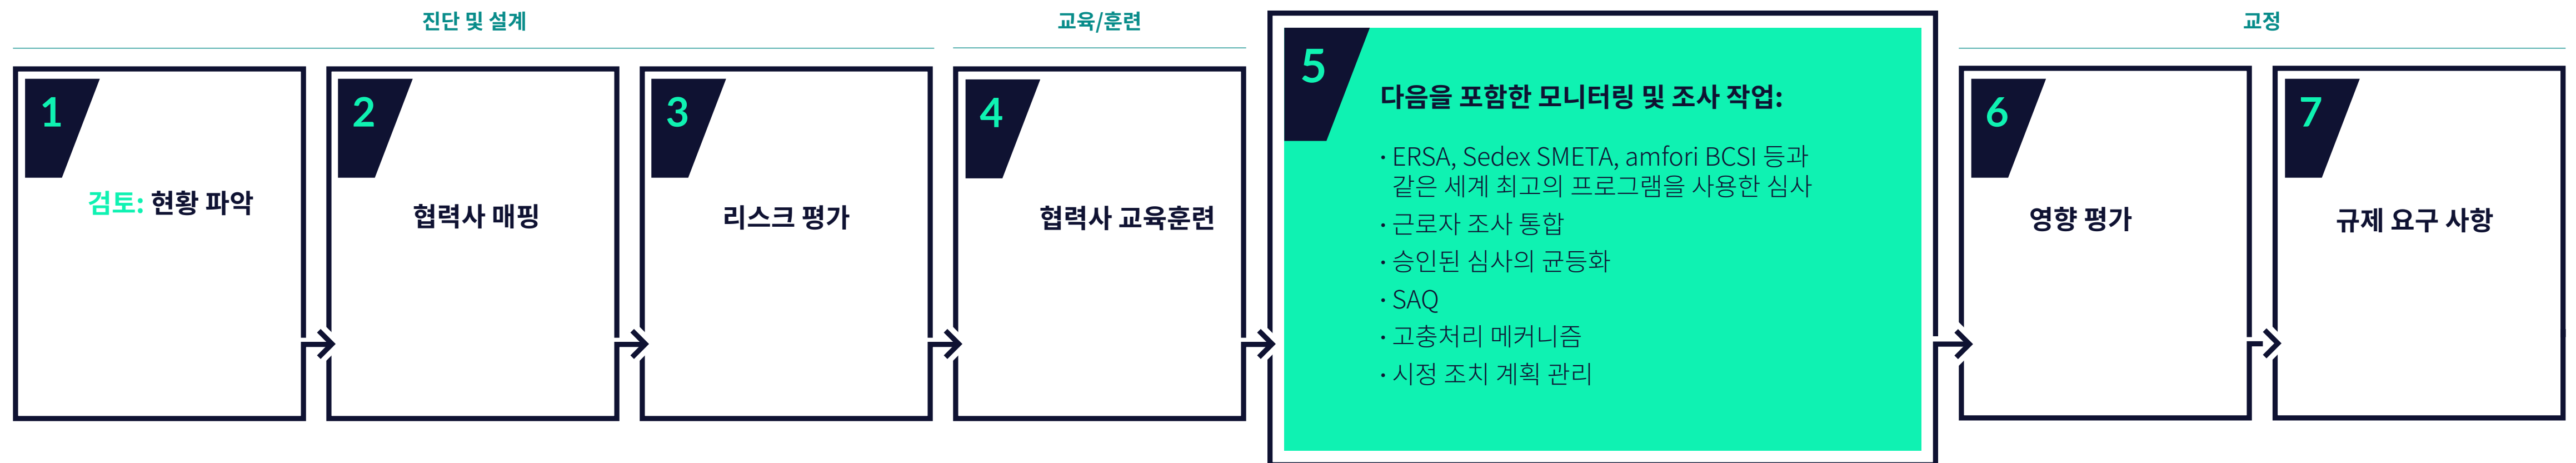 진단 및 설계
1
검토: 현황 파악
2
협력사 매핑
3
리스크 평가
교육/훈련
4
협력사 교육훈련
5
다음을 포함한 모니터링 및 조사 작업:
· ERSA, Sedex SMETA, amfori BCSI 등과
같은 세계 최고의 프로그램을 사용한 심사
· 근로자 조사 통합
· 승인된 심사의 균등화
· SAQ
· 고충처리 메커니즘
· 시정 조치 계획 관리
교정
6
영향 평가
7
규제 요구 사항